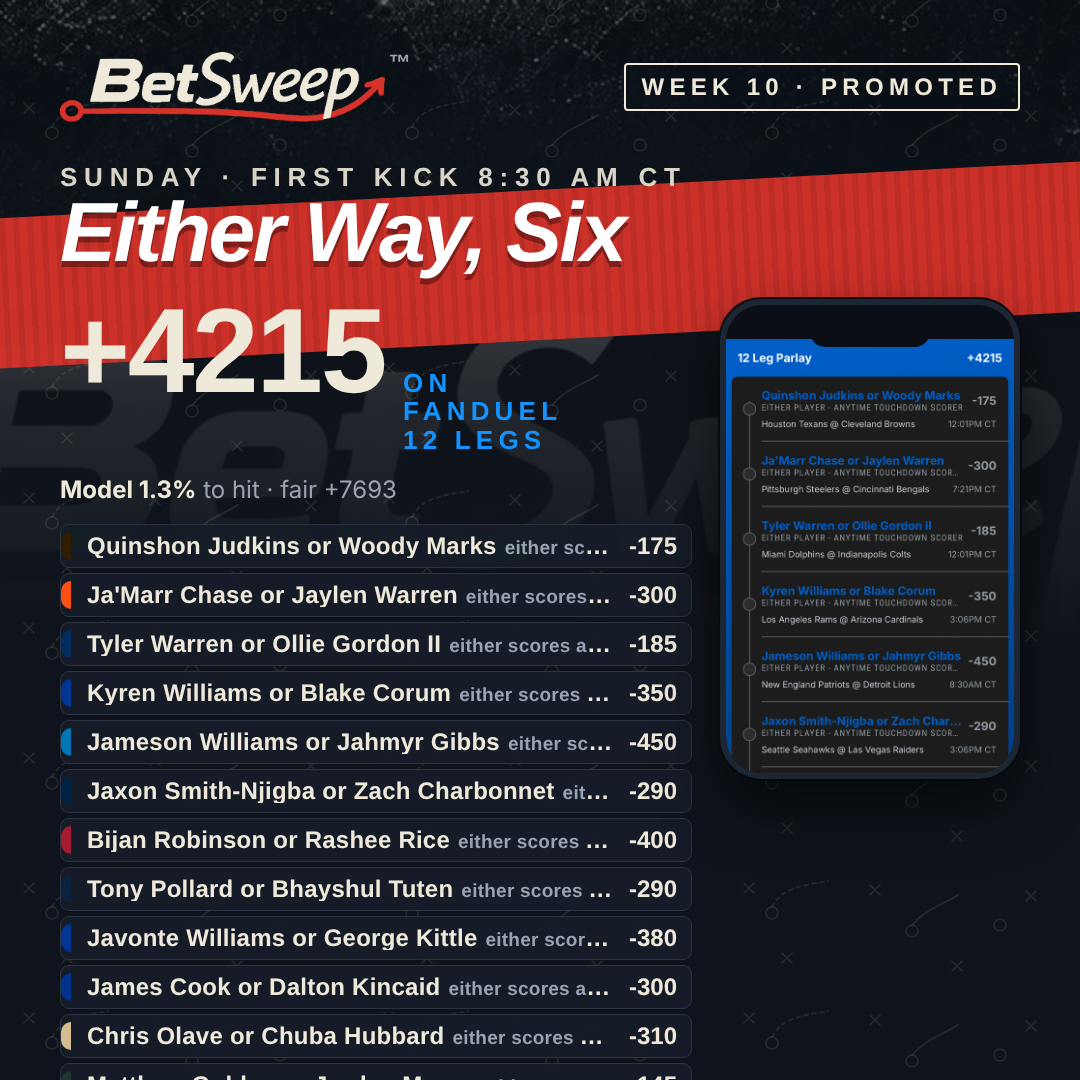 BetSweep™
WEEK 10 · PROMOTED
SUNDAY · FIRST KICK 8:30 AM CT
Either Way, Six
+4215
ON
FANDUEL
12 LEGS
Model 1.3% to hit · fair +7693
Quinshon Judkins or Woody Marks either sc... -175
Ja'Marr Chase or Jaylen Warren either scores... -300
Tyler Warren or Ollie Gordon II either scores a... -185
Kyren Williams or Blake Corum either scores ... -350
Jameson Williams or Jahmyr Gibbs either sc... -450
Jaxon Smith-Njigba or Zach Charbonnet eit... -290
Bijan Robinson or Rashee Rice either scores ... -400
Tony Pollard or Bhayshul Tuten either scores ... -290
Javonte Williams or George Kittle either scor... -380
James Cook or Dalton Kincaid either scores a... -300
Chris Olave or Chuba Hubbard either scores ... -310
12 Leg Parlay +4215
Quinshon Judkins or Woody Marks -175
EITHER PLAYER - ANYTIME TOUCHDOWN SCORER
Houston Texans @ Cleveland Browns 12:01PM CT
Ja'Marr Chase or Jaylen Warren -300
EITHER PLAYER - ANYTIME TOUCHDOWN SCOR...
Pittsburgh Steelers @ Cincinnati Bengals 7:21PM CT
Tyler Warren or Ollie Gordon II -185
EITHER PLAYER - ANYTIME TOUCHDOWN SCORER
Miami Dolphins @ Indianapolis Colts 12:01PM CT
Kyren Williams or Blake Corum -350
EITHER PLAYER - ANYTIME TOUCHDOWN SCOR...
Los Angeles Rams @ Arizona Cardinals 3:06PM CT
Jameson Williams or Jahmyr Gibbs -450
EITHER PLAYER - ANYTIME TOUCHDOWN SCOR...
New England Patriots @ Detroit Lions 8:30AM CT
Jaxon Smith-Njigba or Zach Char... -290
EITHER PLAYER - ANYTIME TOUCHDOWN SCOR...
Seattle Seahawks @ Las Vegas Raiders 3:06PM CT